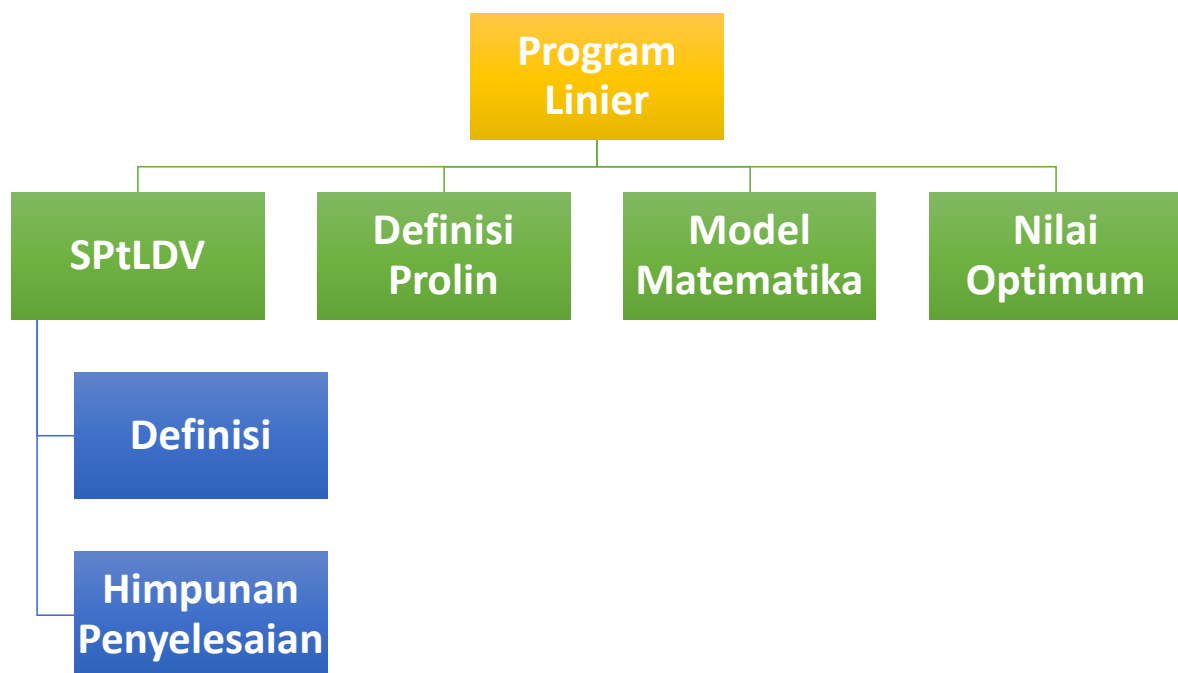 Program
Linier
SPtLDV
Definisi
Prolin
Model
Matematika
Nilai
Optimum
Definisi
Himpunan
Penyelesaian